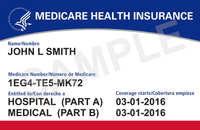 MEDICARE HEALTH INSURANCE
SAMPLE
Name/Nombre
JOHN L SMITH
Medicare Number/Número de Medicare
1EG4-TE5-MK72
Entitled to/Con derecho a
Coverage starts/Cobertura empieza
HOSPITAL (PART A) 03-01-2016
MEDICAL (PART B) 03-01-2016